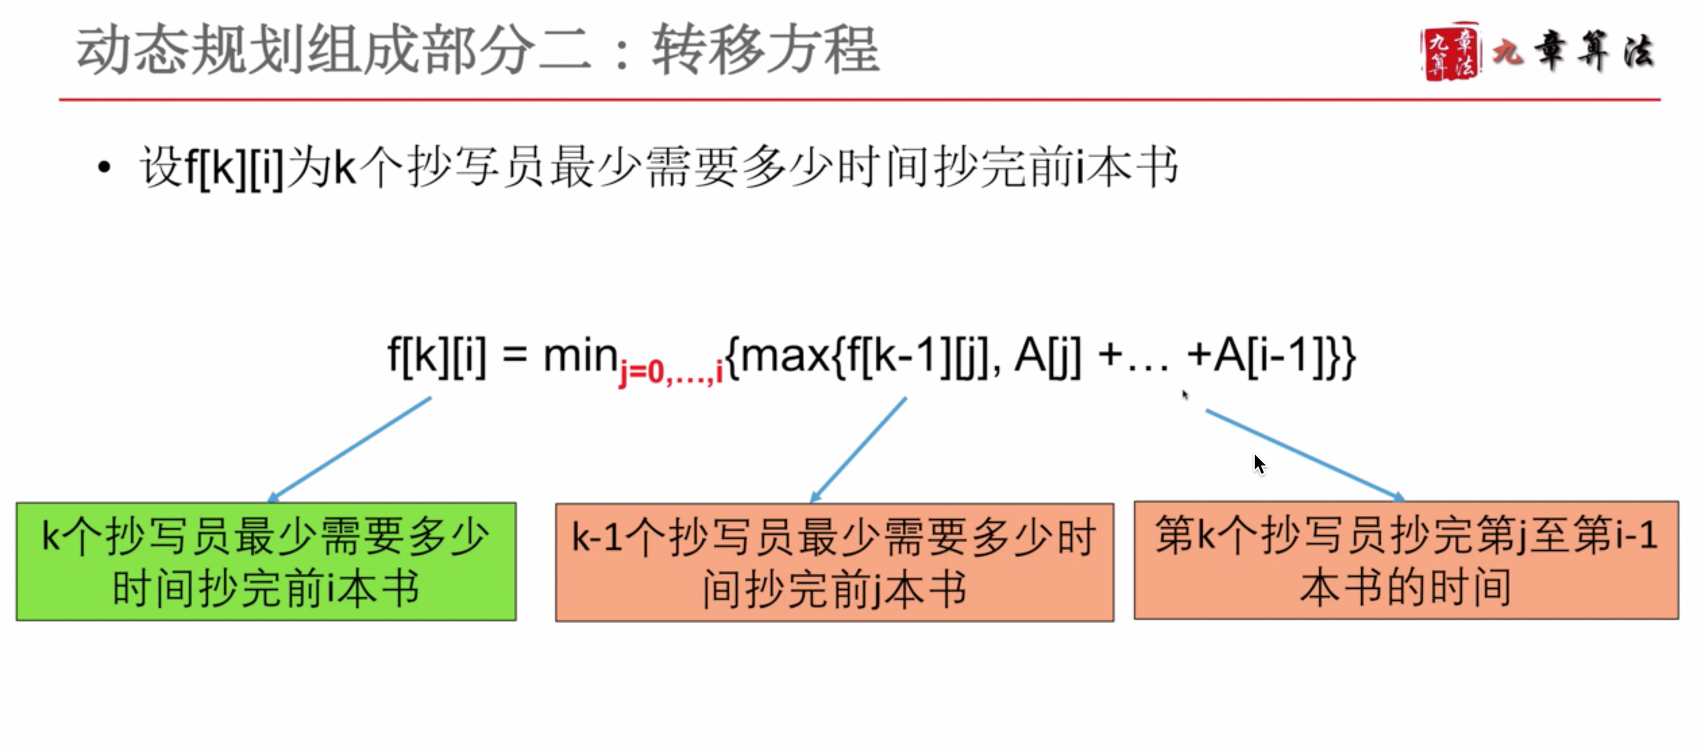 动态规划组成部分二：转移方程
九章算法
九章算法
• 设f[k][i]为k个抄写员最少需要多少时间抄完前i本书
f[k][i] = minj=0,…,i{max{f[k-1][j], A[j] +… +A[i-1]}}
k个抄写员最少需要多少
时间抄完前i本书
k-1个抄写员最少需要多少时
间抄完前j本书
第k个抄写员抄完第j至第i-1
本书的时间